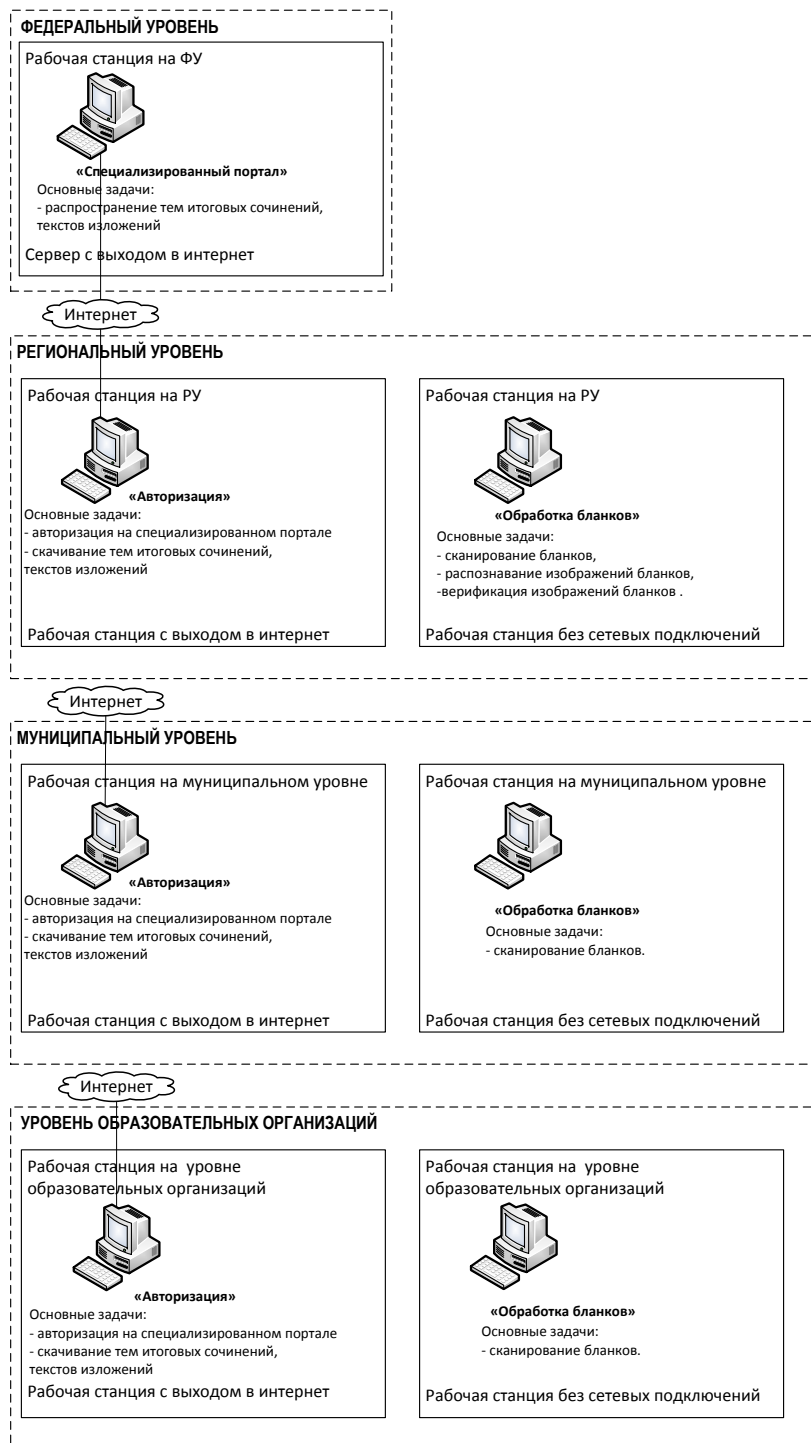 ФЕДЕРАЛЬНЫЙ УРОВЕНЬ
Рабочая станция на ФУ
«Специализированный портал»
Основные задачи:
- распространение тем итоговых сочинений,
текстов изложений
Сервер с выходом в интернет
Интернет
РЕГИОНАЛЬНЫЙ УРОВЕНЬ
Рабочая станция на РУ
«Авторизация»
Основные задачи:
- авторизация на специализированном портале
- скачивание тем итоговых сочинений,
текстов изложений
Рабочая станция с выходом в интернет
Рабочая станция на РУ
«Обработка бланков»
Основные задачи:
- сканирование бланков,
- распознавание изображений бланков,
-верификация изображений бланков .
Рабочая станция без сетевых подключений
Интернет
МУНИЦИПАЛЬНЫЙ УРОВЕНЬ
Рабочая станция на муниципальном уровне
«Авторизация»
Основные задачи:
- авторизация на специализированном портале
- скачивание тем итоговых сочинений,
текстов изложений
Рабочая станция с выходом в интернет
Рабочая станция на муниципальном уровне
«Обработка бланков»
Основные задачи:
- сканирование бланков.
Рабочая станция без сетевых подключений
Интернет
УРОВЕНЬ ОБРАЗОВАТЕЛЬНЫХ ОРГАНИЗАЦИЙ
Рабочая станция на уровне
образовательных организаций
«Авторизация»
Основные задачи:
- авторизация на специализированном портале
- скачивание тем итоговых сочинений,
текстов изложений
Рабочая станция с выходом в интернет
Рабочая станция на уровне
образовательных организаций
«Обработка бланков»
Основные задачи:
- сканирование бланков.
Рабочая станция без сетевых подключений